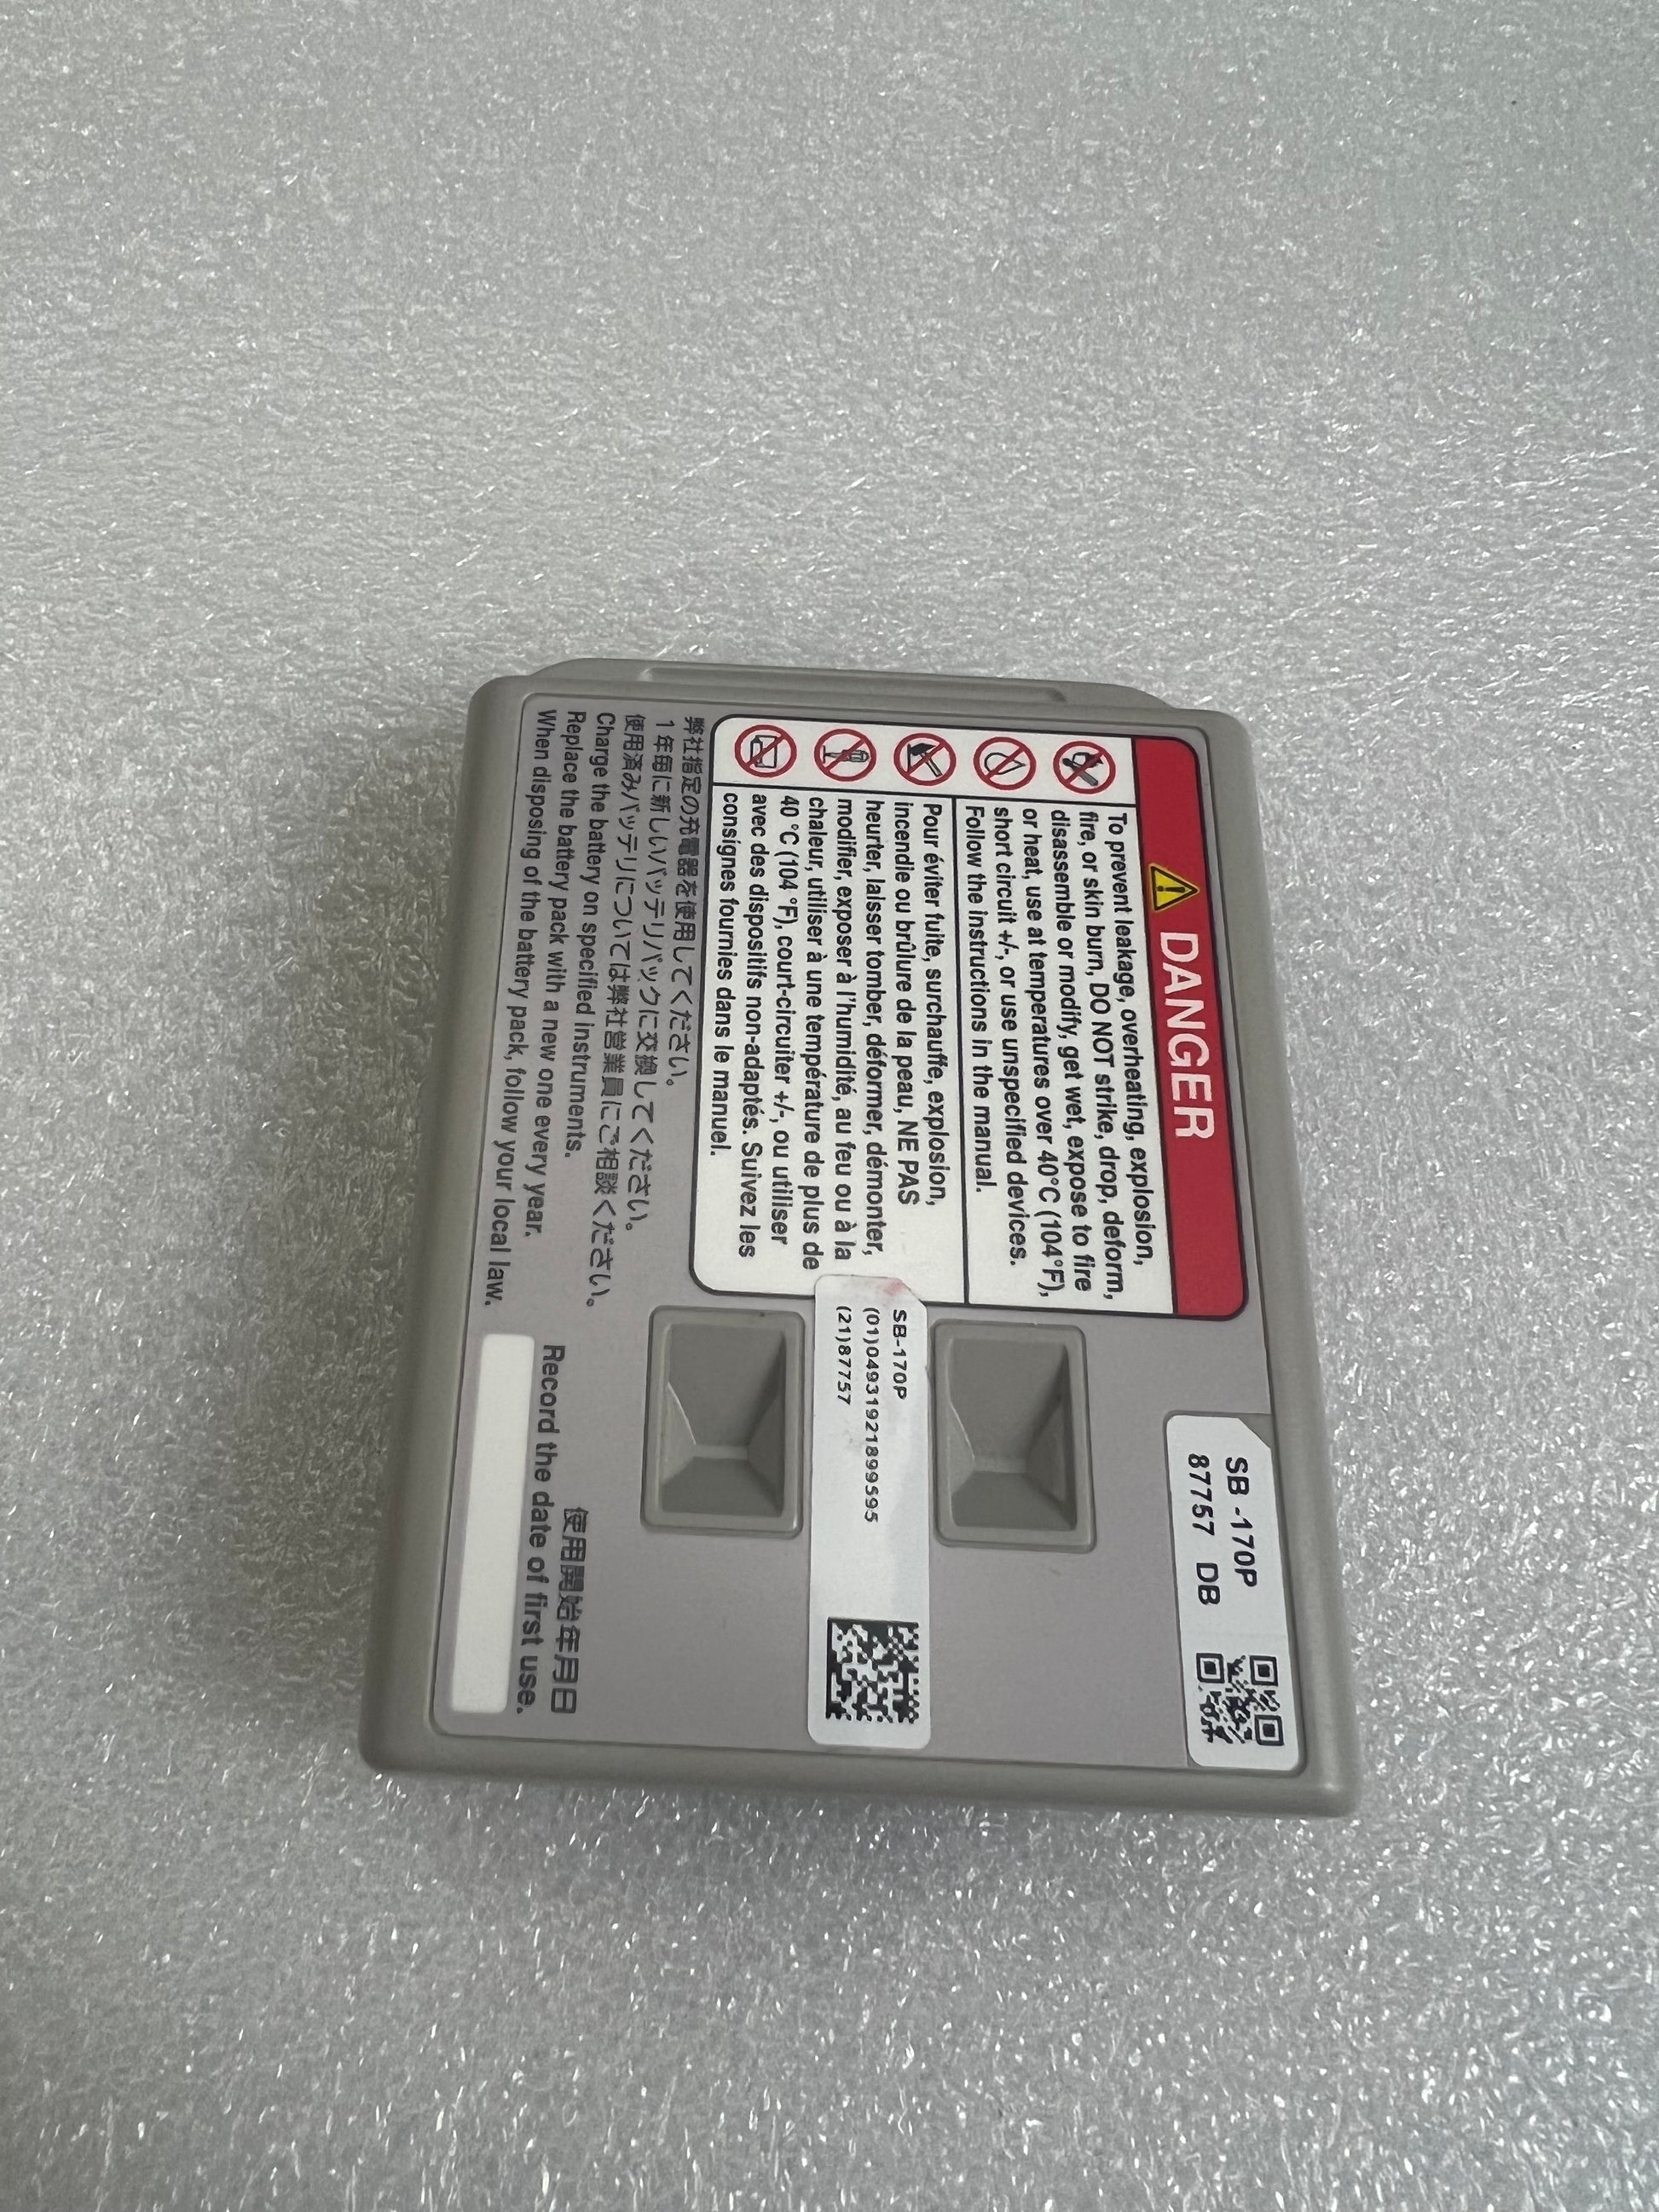 DANGER
To prevent leakage, overheating, explosion,
fire, or skin burn, DO NOT strike, drop, deform,
disassemble or modify, get wet, expose to fire
or heat, use at temperatures over 40°C (104°F),
short circuit +/-, or use unspecified devices.
Follow the instructions in the manual.
Pour éviter fuite, surchauffe, explosion,
incendie ou brûlure de la peau, NE PAS
heurter, laisser tomber, déformer, démonter,
modifier, exposer à l'humidité, au feu ou à la
chaleur, utiliser à une température de plus de
40 °C (104 °F), court-circuiter +/-, ou utiliser
avec des dispositifs non-adaptés. Suivez les
consignes fournies dans le manuel.
弊社指定の充電器を使用してください。
1年毎に新しいバッテリパックに交換してください。
使用済みバッテリについては弊社営業員にご相談ください。
Charge the battery on specified instruments.
Replace the battery pack with a new one every year.
When disposing of the battery pack, follow your local law.
SB -170P
87757 DB
SB-170P
(01)04931921899595
(21)87757
使用開始年月日
Record the date of first use.